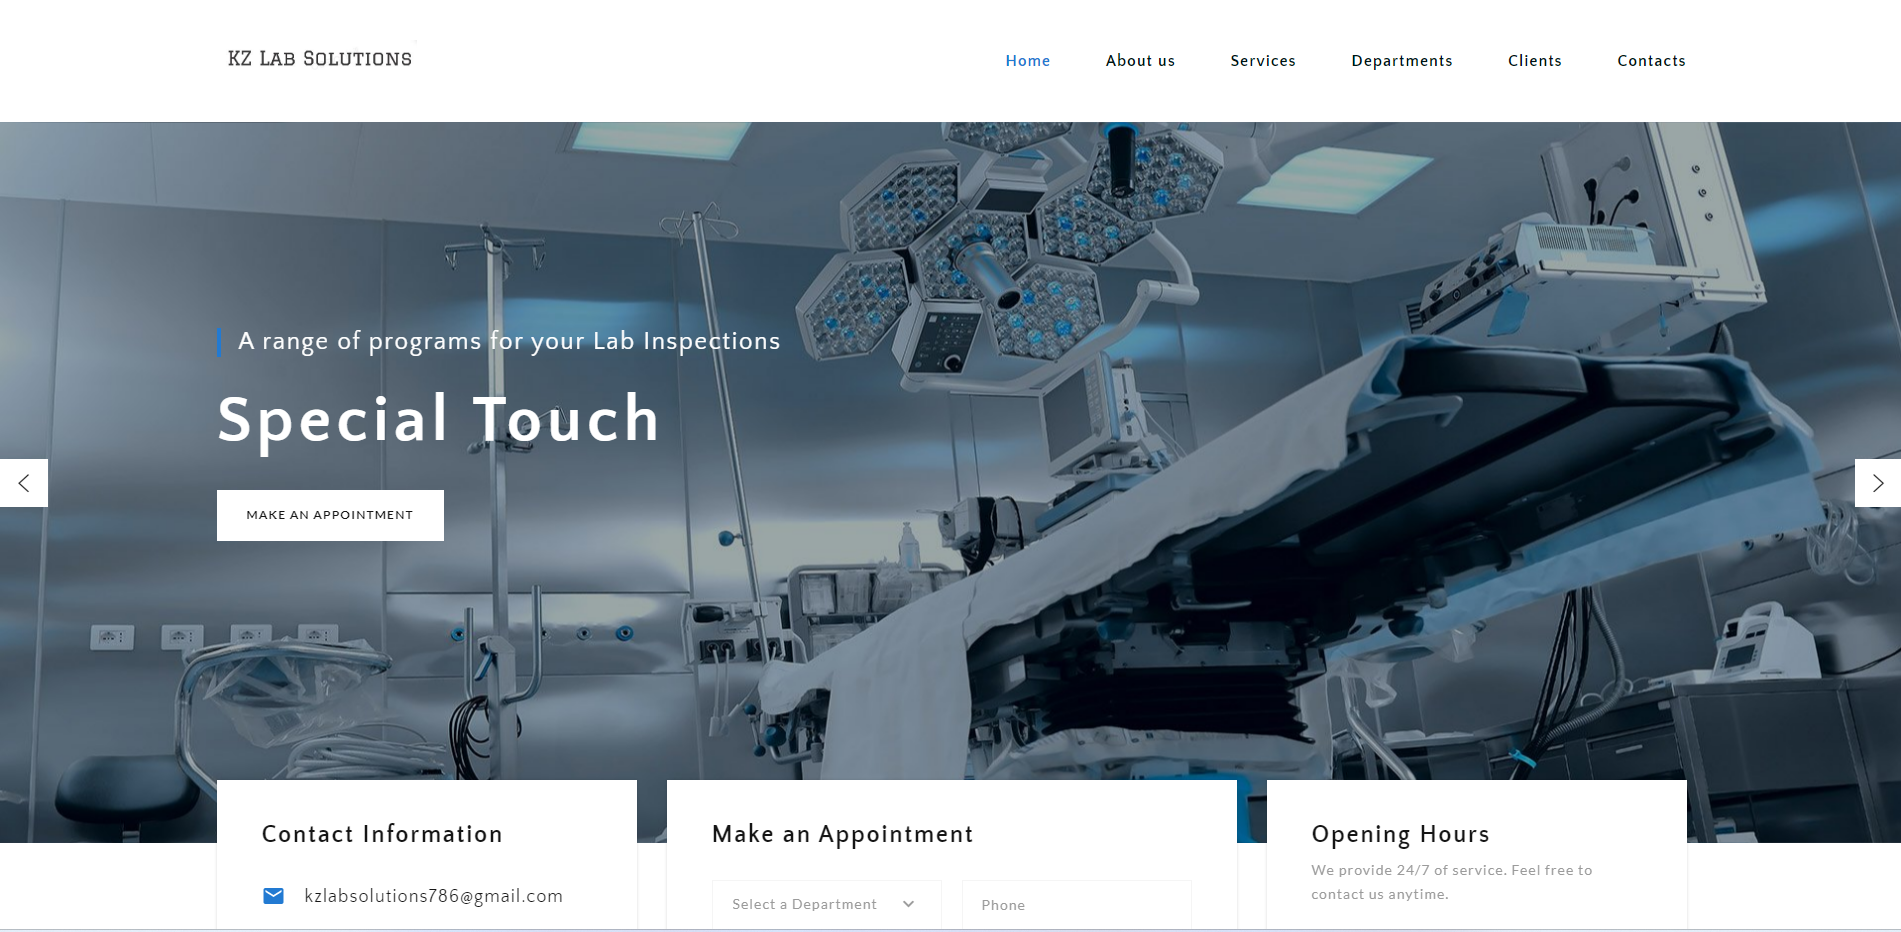 KZ Lab Solutions
Home
About us
Services
Departments
Clients
Contacts
A range of programs for your Lab Inspections
Special Touch
MAKE AN APPOINTMENT
Contact Information
kzlabsolutions786@gmail.com
Make an Appointment
Select a Department
Phone
Opening Hours
We provide 24/7 of service. Feel free to
contact us anytime.